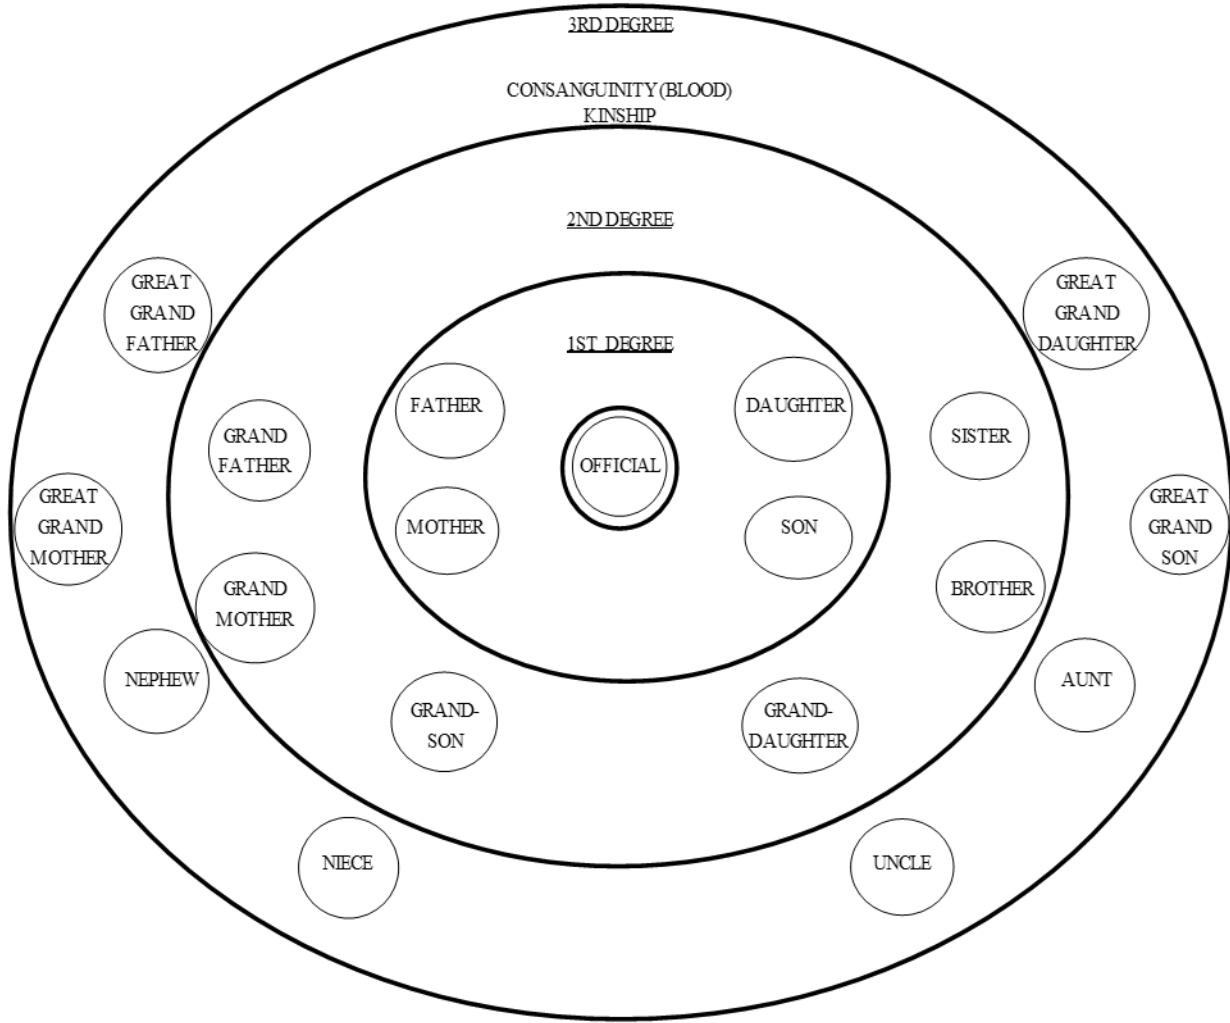 3RD DEGREE
CONSANGUINITY (BLOOD)
KINSHIP
2ND DEGREE
GREAT
GRAND
FATHER
GREAT
GRAND
DAUGHTER
1ST DEGREE
FATHER
DAUGHTER
GRAND
FATHER
SISTER
OFFICIAL
GREAT
GRAND
MOTHER
MOTHER
SON
GREAT
GRAND
SON
GRAND
MOTHER
BROTHER
NEPHEW
AUNT
GRAND-
SON
GRAND-
DAUGHTER
NIECE
UNCLE